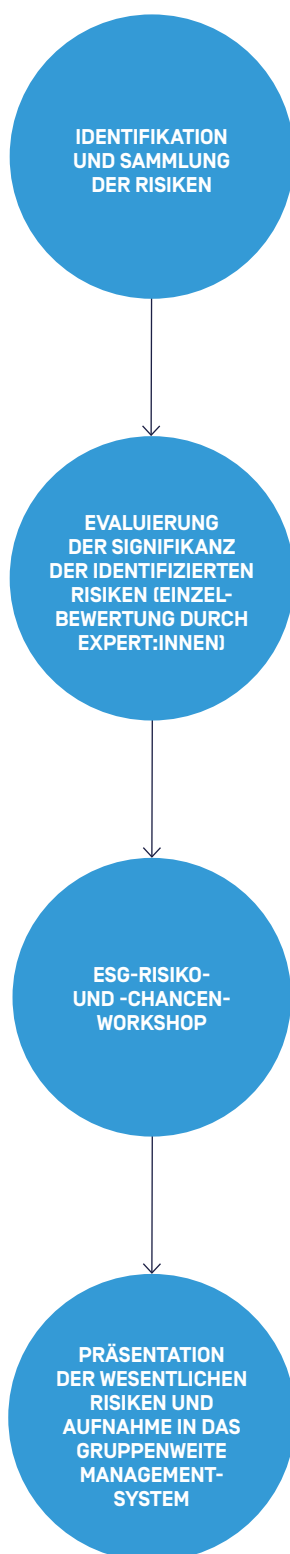 IDENTIFIKATION
UND SAMMLUNG
DER RISIKEN
EVALUIERUNG
DER SIGNIFIKANZ
DER IDENTIFIZIERTEN
RISIKEN (EINZEL-
BEWERTUNG DURCH
EXPERT:INNEN)
ESG-RISIKO-
UND -CHANCEN-
WORKSHOP
PRÄSENTATION
DER WESENTLICHEN
RISIKEN UND
AUFNAHME IN DAS
GRUPPENWEITE
MANAGEMENT-
SYSTEM